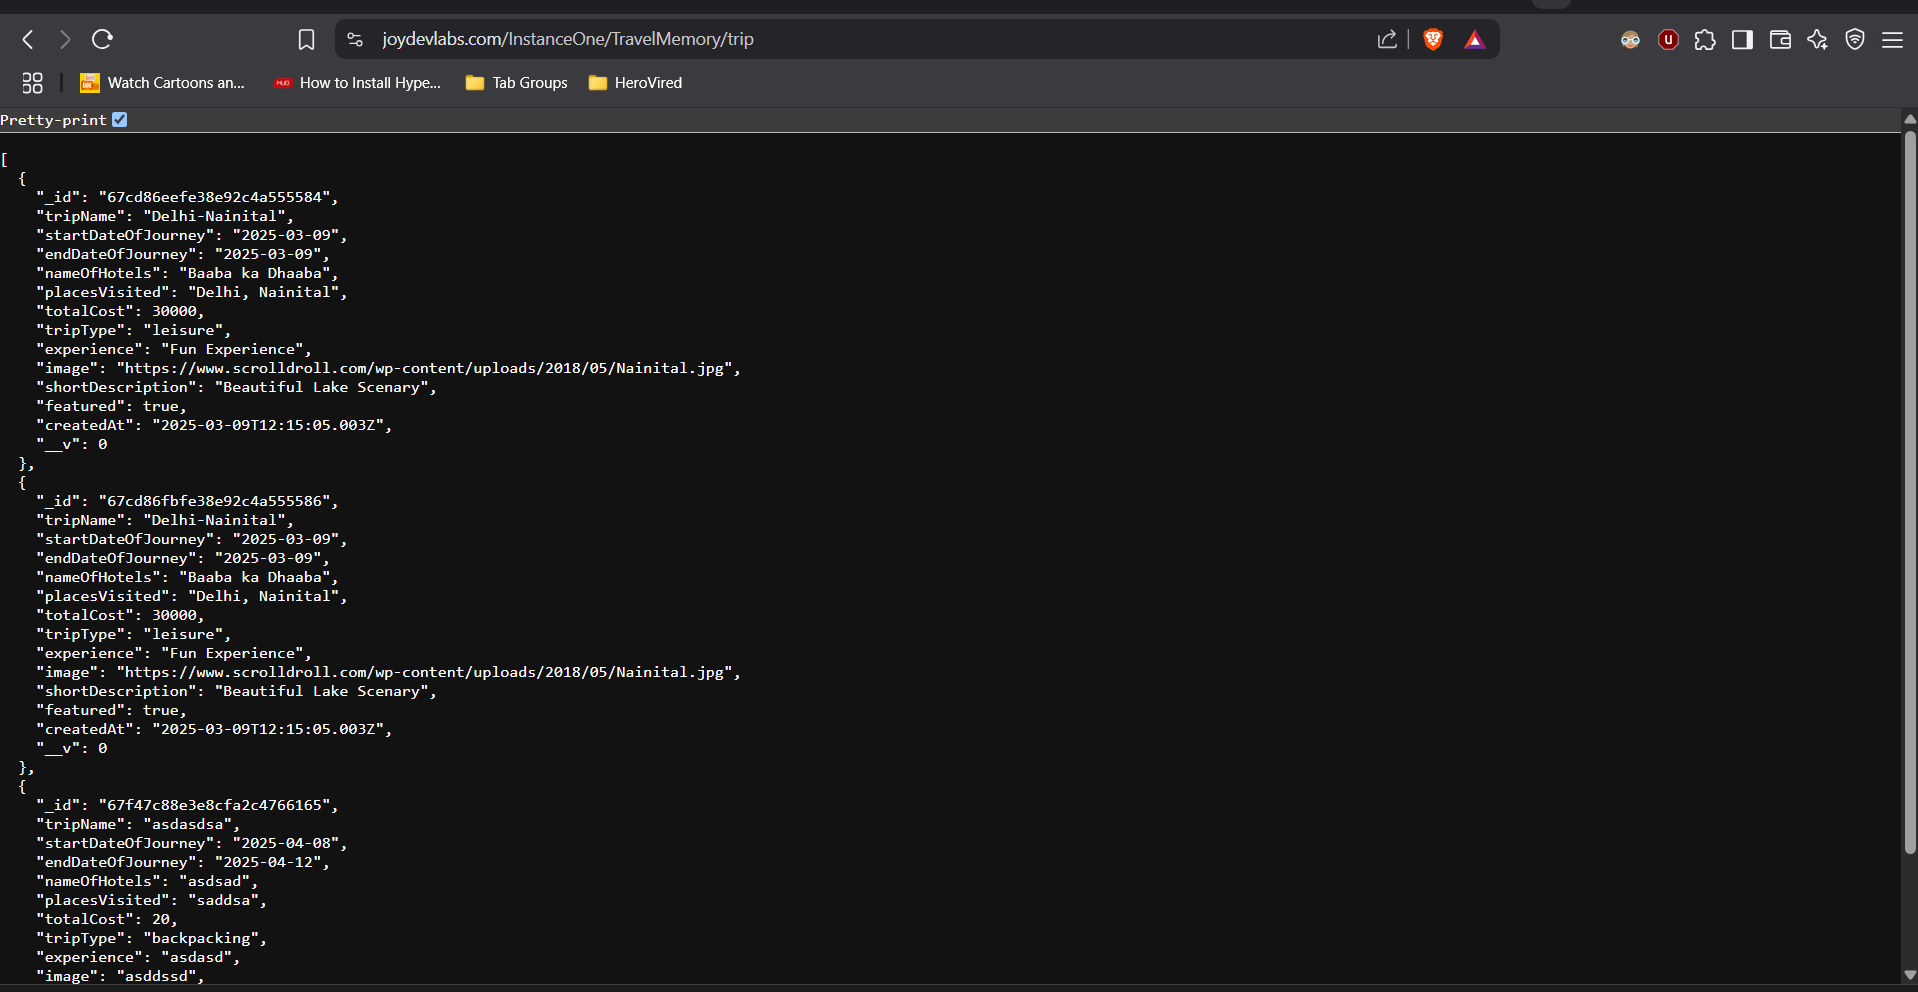 joydevlabs.com/InstanceOne/TravelMemory/trip
Watch Cartoons an... How to Install Hype... Tab Groups HeroVired
Pretty-print
[
  {
    "_id": "67cd86eefe38e92c4a555584",
    "tripName": "Delhi-Nainital",
    "startDateOfJourney": "2025-03-09",
    "endDateOfJourney": "2025-03-09",
    "nameOfHotels": "Baaba ka Dhaaba",
    "placesVisited": "Delhi, Nainital",
    "totalCost": 30000,
    "tripType": "leisure",
    "experience": "Fun Experience",
    "image": "https://www.scrolldroll.com/wp-content/uploads/2018/05/Nainital.jpg",
    "shortDescription": "Beautiful Lake Scenary",
    "featured": true,
    "createdAt": "2025-03-09T12:15:05.003Z",
    "__v": 0
  },
  {
    "_id": "67cd86fbfe38e92c4a555586",
    "tripName": "Delhi-Nainital",
    "startDateOfJourney": "2025-03-09",
    "endDateOfJourney": "2025-03-09",
    "nameOfHotels": "Baaba ka Dhaaba",
    "placesVisited": "Delhi, Nainital",
    "totalCost": 30000,
    "tripType": "leisure",
    "experience": "Fun Experience",
    "image": "https://www.scrolldroll.com/wp-content/uploads/2018/05/Nainital.jpg",
    "shortDescription": "Beautiful Lake Scenary",
    "featured": true,
    "createdAt": "2025-03-09T12:15:05.003Z",
    "__v": 0
  },
  {
    "_id": "67f47c88e3e8cfa2c4766165",
    "tripName": "asdasdsa",
    "startDateOfJourney": "2025-04-08",
    "endDateOfJourney": "2025-04-12",
    "nameOfHotels": "asdsad",
    "placesVisited": "saddsa",
    "totalCost": 20,
    "tripType": "backpacking",
    "experience": "asdasd",
    "image": "asddssd",